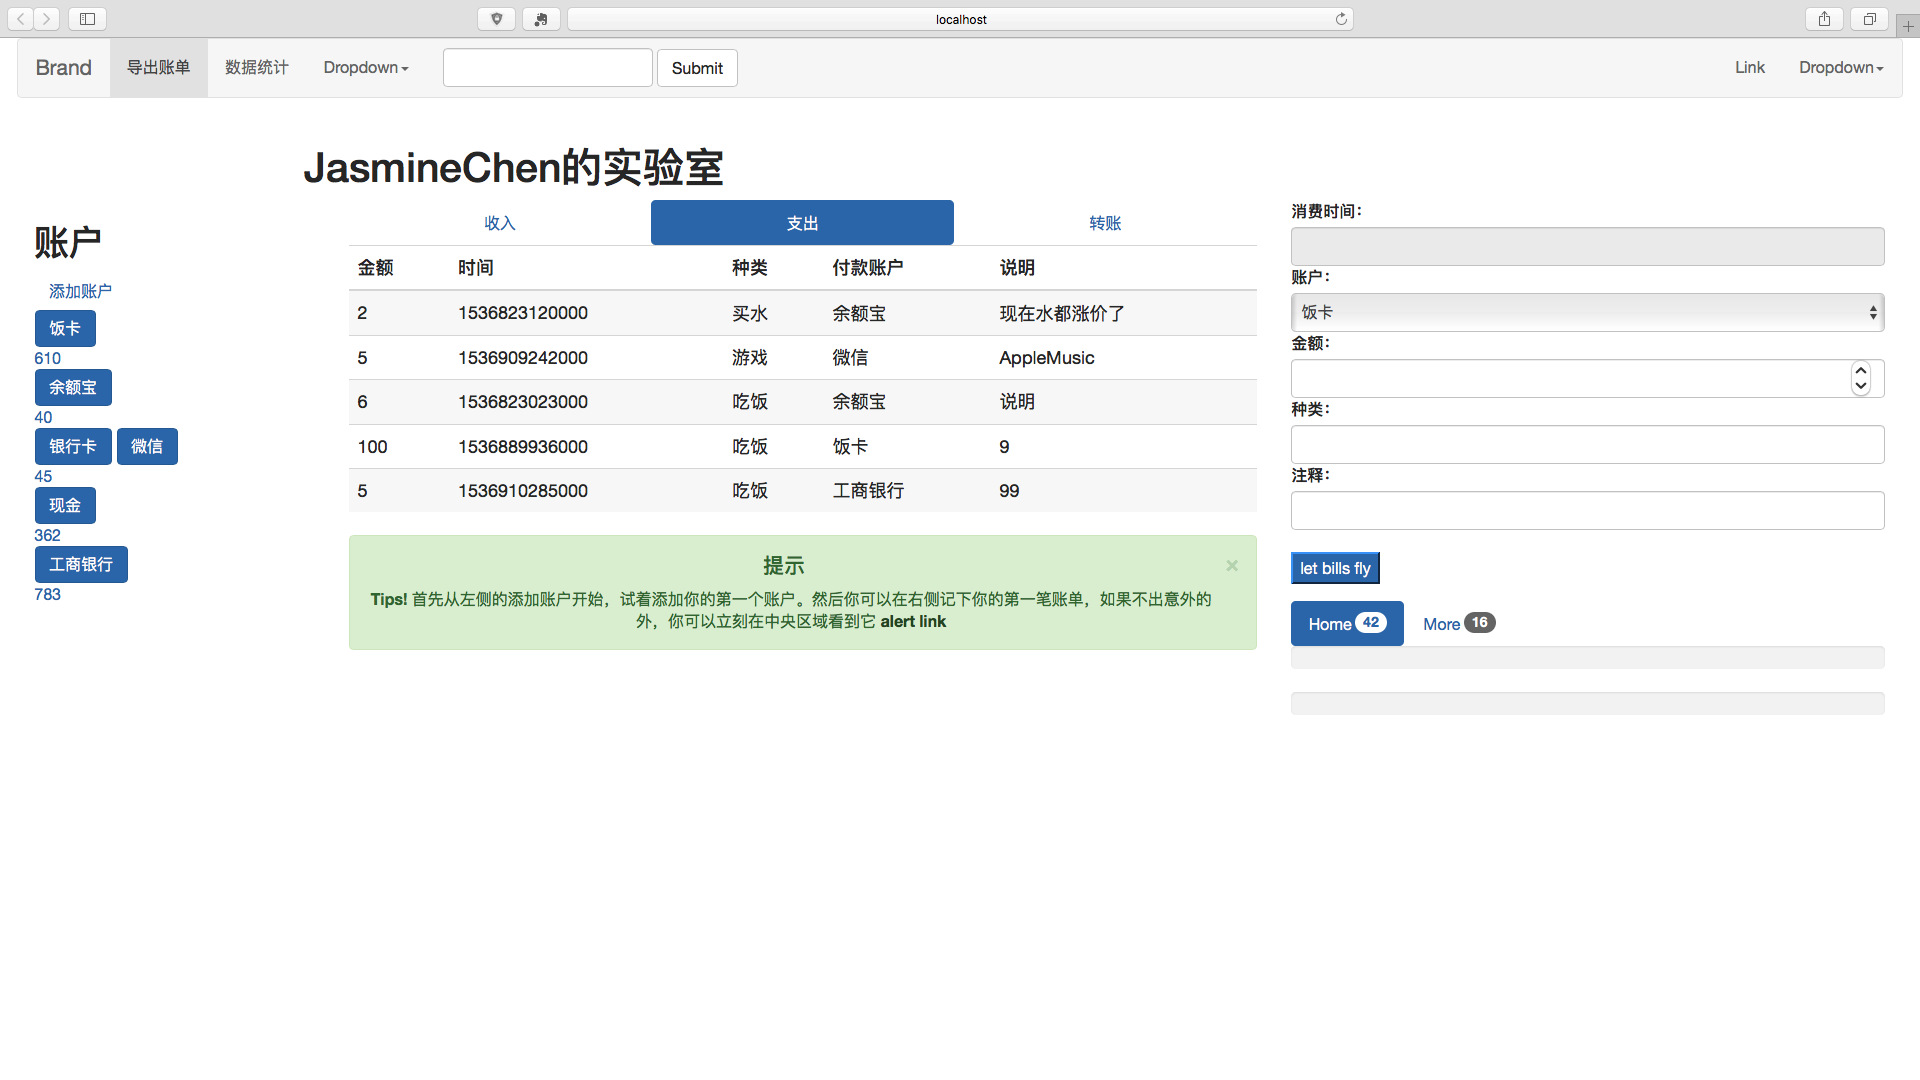 localhost
Brand 导出账单 数据统计 Dropdown Submit Link Dropdown
JasmineChen的实验室
账户
添加账户
饭卡
610
余额宝
40
银行卡 微信
45
现金
362
工商银行
783
收入 支出 转账
金额 时间 种类 付款账户 说明
2 1536823120000 买水 余额宝 现在水都涨价了
5 1536909242000 游戏 微信 AppleMusic
6 1536823023000 吃饭 余额宝 说明
100 1536889936000 吃饭 饭卡 9
5 1536910285000 吃饭 工商银行 99
提示 ×
Tips! 首先从左侧的添加账户开始，试着添加你的第一个账户。然后你可以在右侧记下你的第一笔账单，如果不出意外的
外，你可以立刻在中央区域看到它 alert link
消费时间：
账户：
饭卡
金额：
种类：
注释：
let bills fly
Home 42 More 16